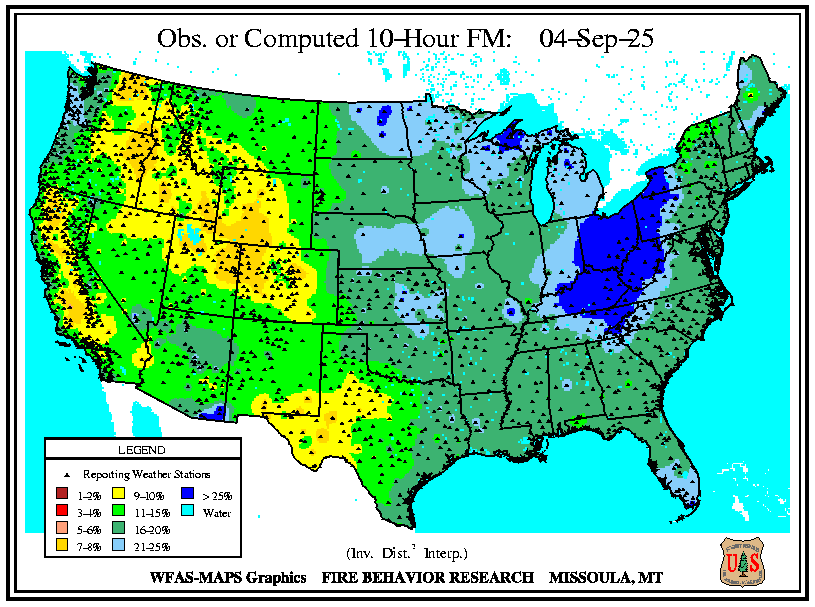 Obs. or Computed 10-Hour FM: 04-Sep-25
LEGEND
Reporting Weather Stations
1-2% 9-10% > 25%
3-4% 11-15% Water
5-6% 16-20%
7-8% 21-25%
(Inv. Dist.² Interp.)
WFAS-MAPS Graphics FIRE BEHAVIOR RESEARCH MISSOULA, MT
U S